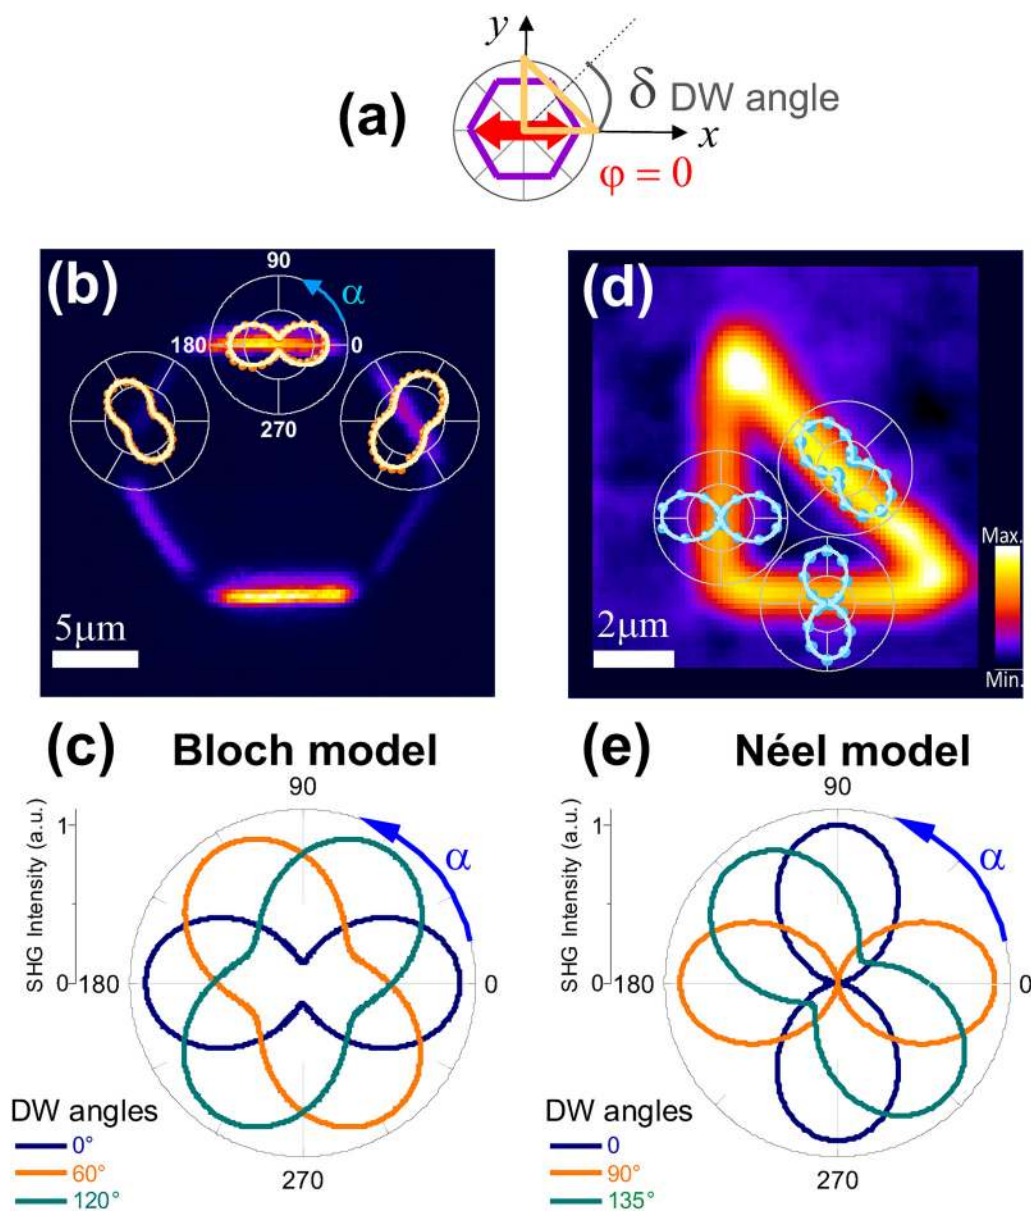 (a)
y
δ DW angle
x
φ = 0
(b)
90
α
180
0
270
5µm
(d)
Max.
Min.
2µm
(c) Bloch model
90
SHG Intensity (a.u.)
1
0
180
0
α
270
DW angles
0°
60°
120°
(e) Néel model
90
SHG Intensity (a.u.)
1
0
180
0
α
270
DW angles
0
90°
135°